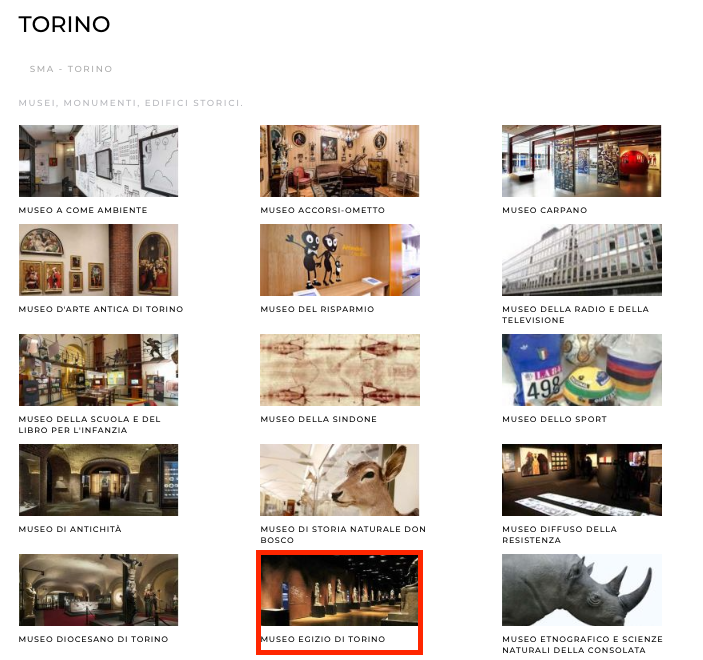 TORINO
SMA - TORINO
MUSEI, MONUMENTI, EDIFICI STORICI.
MUSEO A COME AMBIENTE
MUSEO ACCORSI-OMETTO
MUSEO CARPANO
MUSEO D'ARTE ANTICA DI TORINO
MUSEO DEL RISPARMIO
MUSEO DELLA RADIO E DELLA
TELEVISIONE
MUSEO DELLA SCUOLA E DEL
LIBRO PER L'INFANZIA
MUSEO DELLA SINDONE
498
MUSEO DELLO SPORT
MUSEO DI ANTICHITÀ
MUSEO DI STORIA NATURALE DON
BOSCO
MUSEO DIFFUSO DELLA
RESISTENZA
MUSEO DIOCESANO DI TORINO
MUSEO EGIZIO DI TORINO
MUSEO ETNOGRAFICO E SCIENZE
NATURALI DELLA CONSOLATA